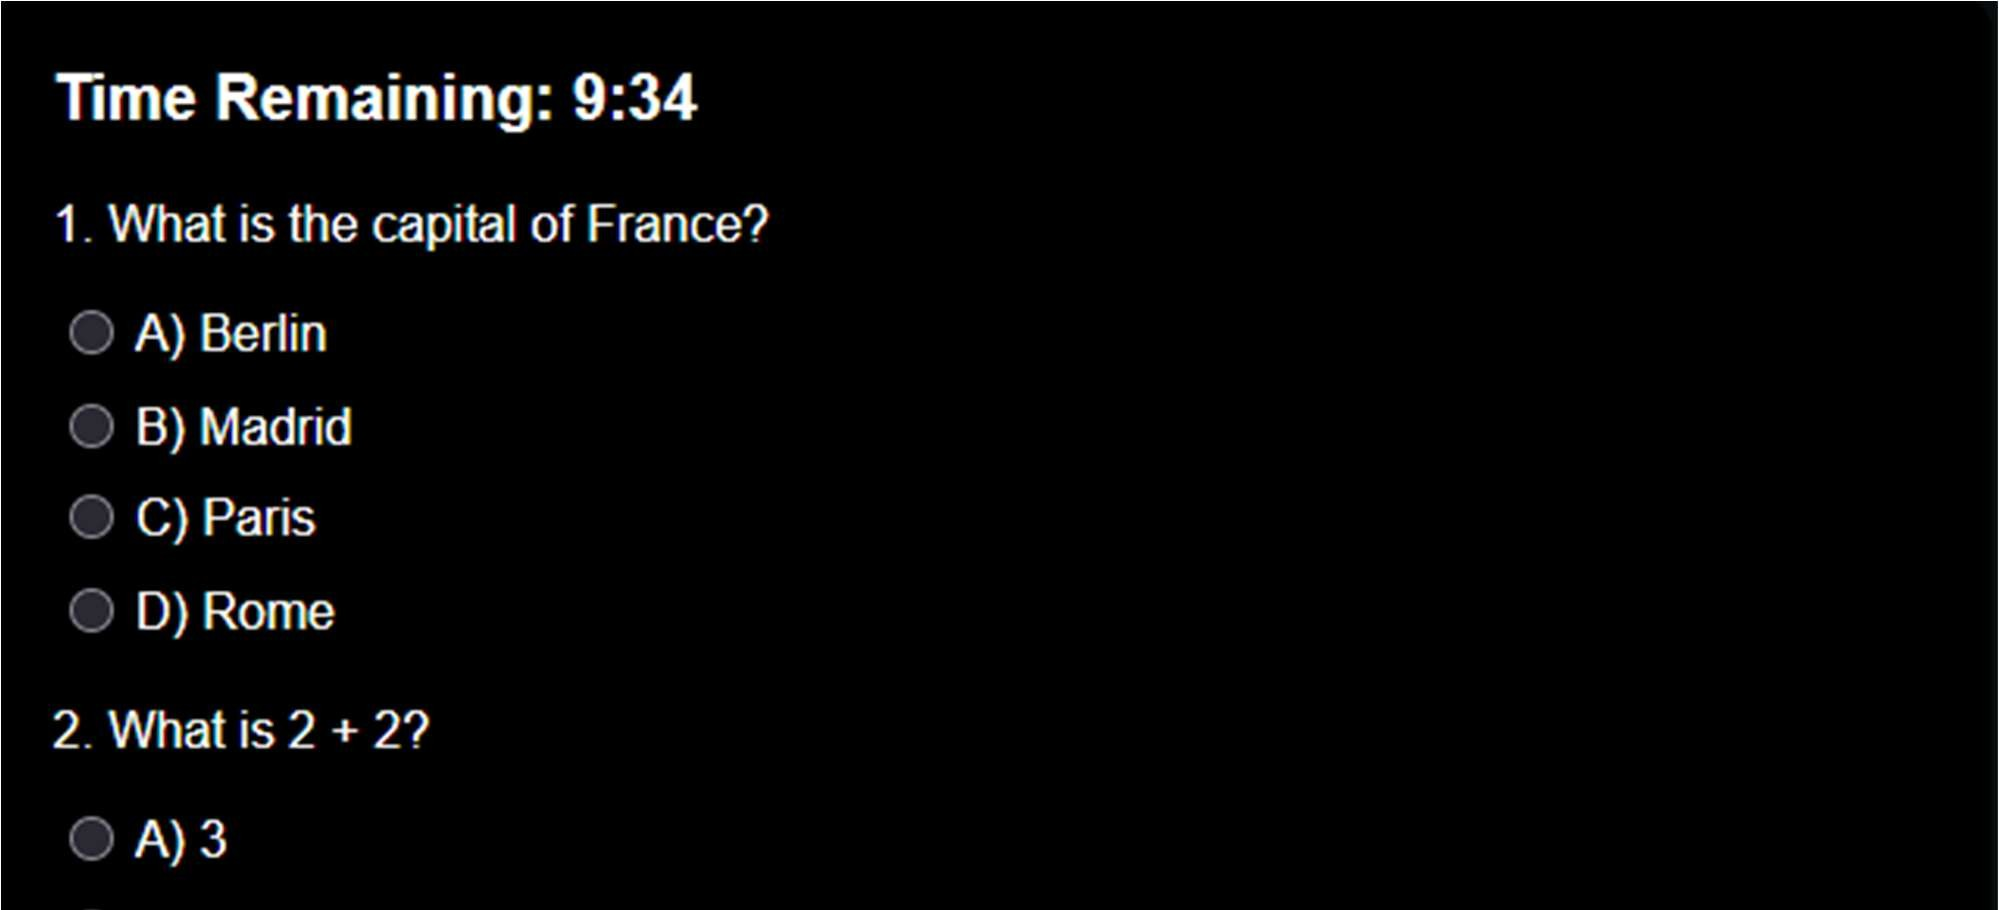 Time Remaining: 9:34
1. What is the capital of France?
A) Berlin
B) Madrid
C) Paris
D) Rome
2. What is 2 + 2?
A) 3